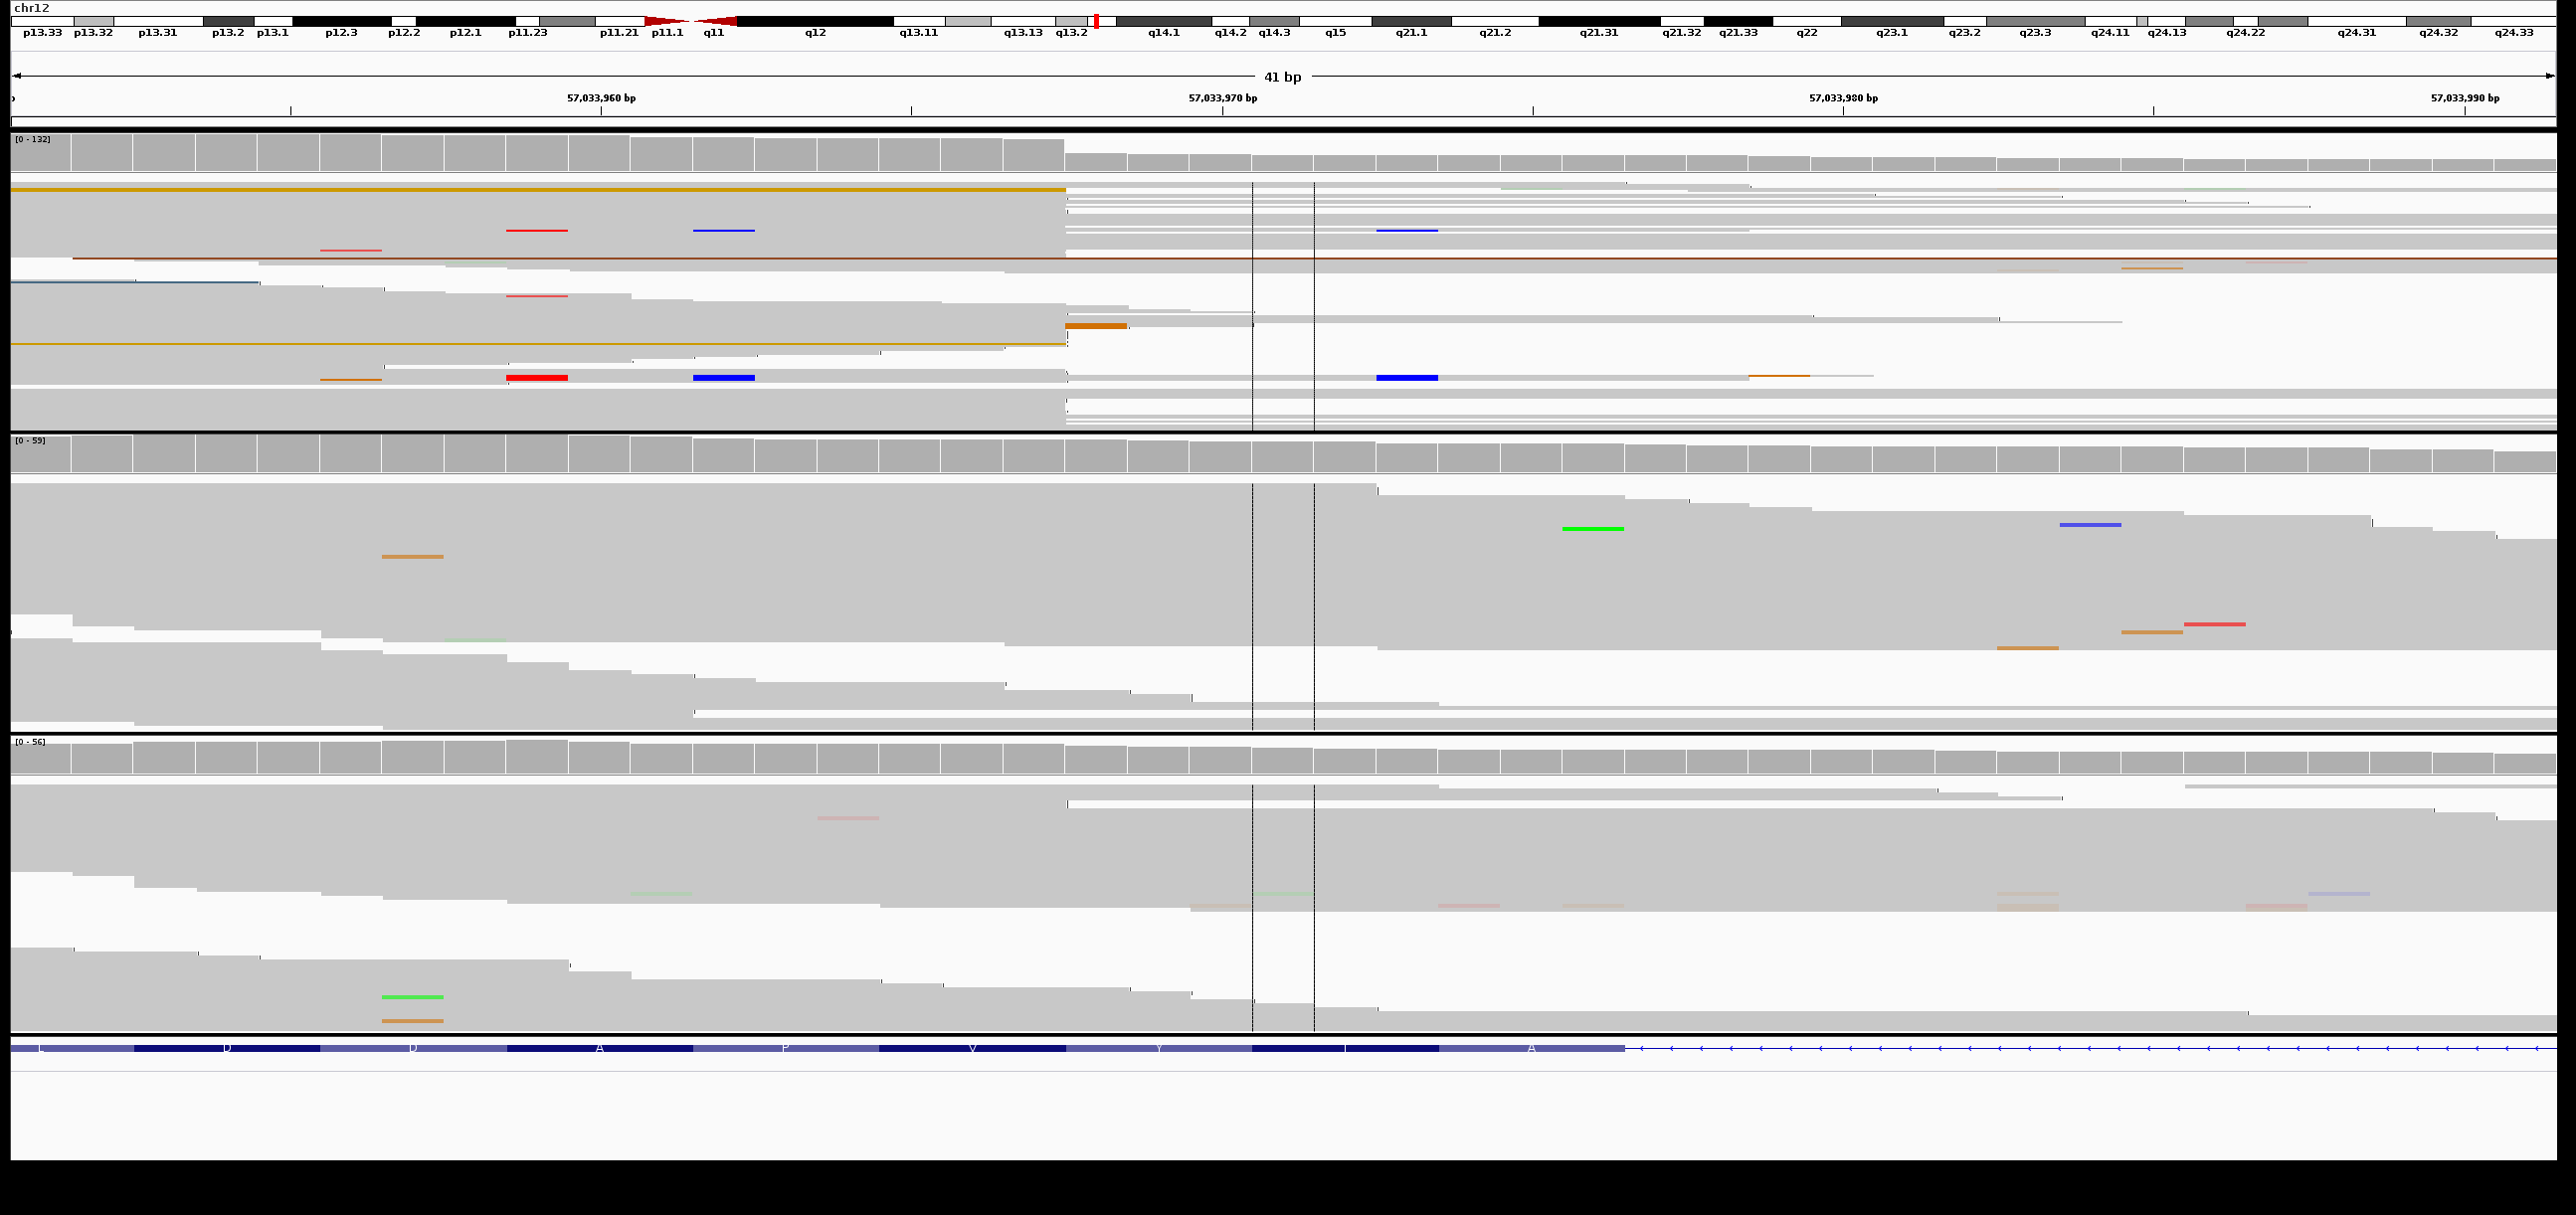 chr12
p13.33 p13.32 p13.31 p13.2 p13.1 p12.3 p12.2 p12.1 p11.23 p11.21 p11.1 q11 q12 q13.11 q13.13 q13.2 q14.1 q14.2 q14.3 q15 q21.1 q21.2 q21.31 q21.32 q21.33 q22 q23.1 q23.2 q23.3 q24.11 q24.13 q24.22 q24.31 q24.32 q24.33
41 bp
57,033,960 bp 57,033,970 bp 57,033,980 bp 57,033,990 bp
[0 - 132]
[0 - 59]
[0 - 56]
D D A P V Y A